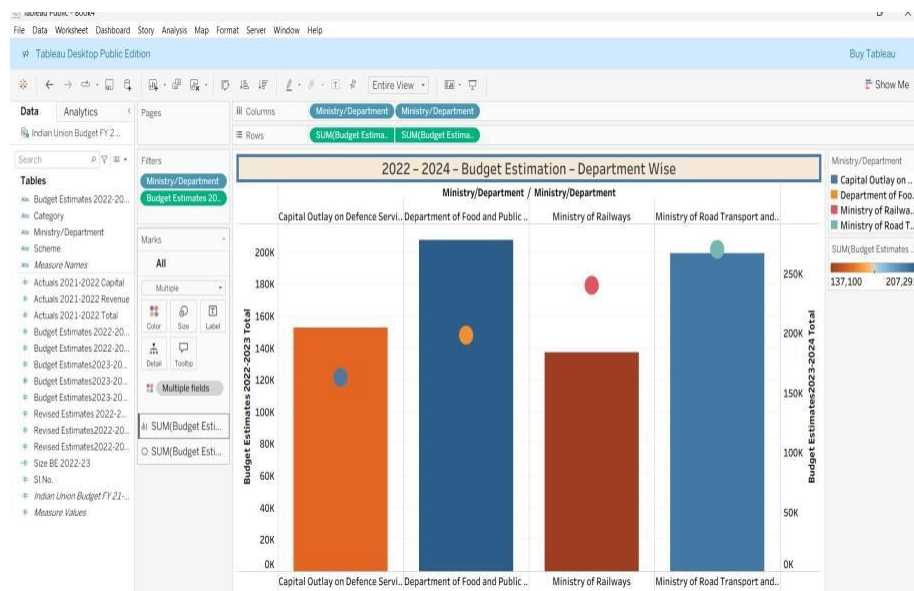 Tableau Public - Book4
File Data Worksheet Dashboard Story Analysis Map Format Server Window Help
Tableau Desktop Public Edition Buy Tableau
Entire View Show Me
Data Analytics Pages Columns Ministry/Department Ministry/Department
Indian Union Budget FY 2... Rows SUM(Budget Estima.. SUM(Budget Estima..
Search Filters
Ministry/Department
Budget Estimates 20..
Tables
Abc Budget Estimates 2022-20...
Abc Category
Abc Ministry/Department
Abc Scheme
Abc Measure Names
Actuals 2021-2022 Capital
Actuals 2021-2022 Revenue
Actuals 2021-2022 Total
Budget Estimates 2022-20...
Budget Estimates 2022-20...
Budget Estimates2023-20...
Budget Estimates2023-20...
Budget Estimates2023-20...
Revised Estimates 2022-2...
Revised Estimates2022-20...
Revised Estimates2022-20...
Size BE 2022-23
Sl.No.
Indian Union Budget FY 21-...
Measure Values
Marks
All
Multiple
Color Size Label
Detail Tooltip
Multiple fields
SUM(Budget Esti...
SUM(Budget Esti...
2022 - 2024 - Budget Estimation - Department Wise
Ministry/Department / Ministry/Department
Capital Outlay on Defence Servi.. Department of Food and Public .. Ministry of Railways Ministry of Road Transport and..
Budget Estimates 2022-2023 Total
200K
180K
160K
140K
120K
100K
80K
60K
40K
20K
0K
250K
200K
150K
100K
50K
0K
Budget Estimates2023-2024 Total
Capital Outlay on Defence Servi.. Department of Food and Public .. Ministry of Railways Ministry of Road Transport and..
Ministry/Department
Capital Outlay on ..
Department of Foo..
Ministry of Railwa..
Ministry of Road T..
SUM(Budget Estimates ..
137,100 207,291